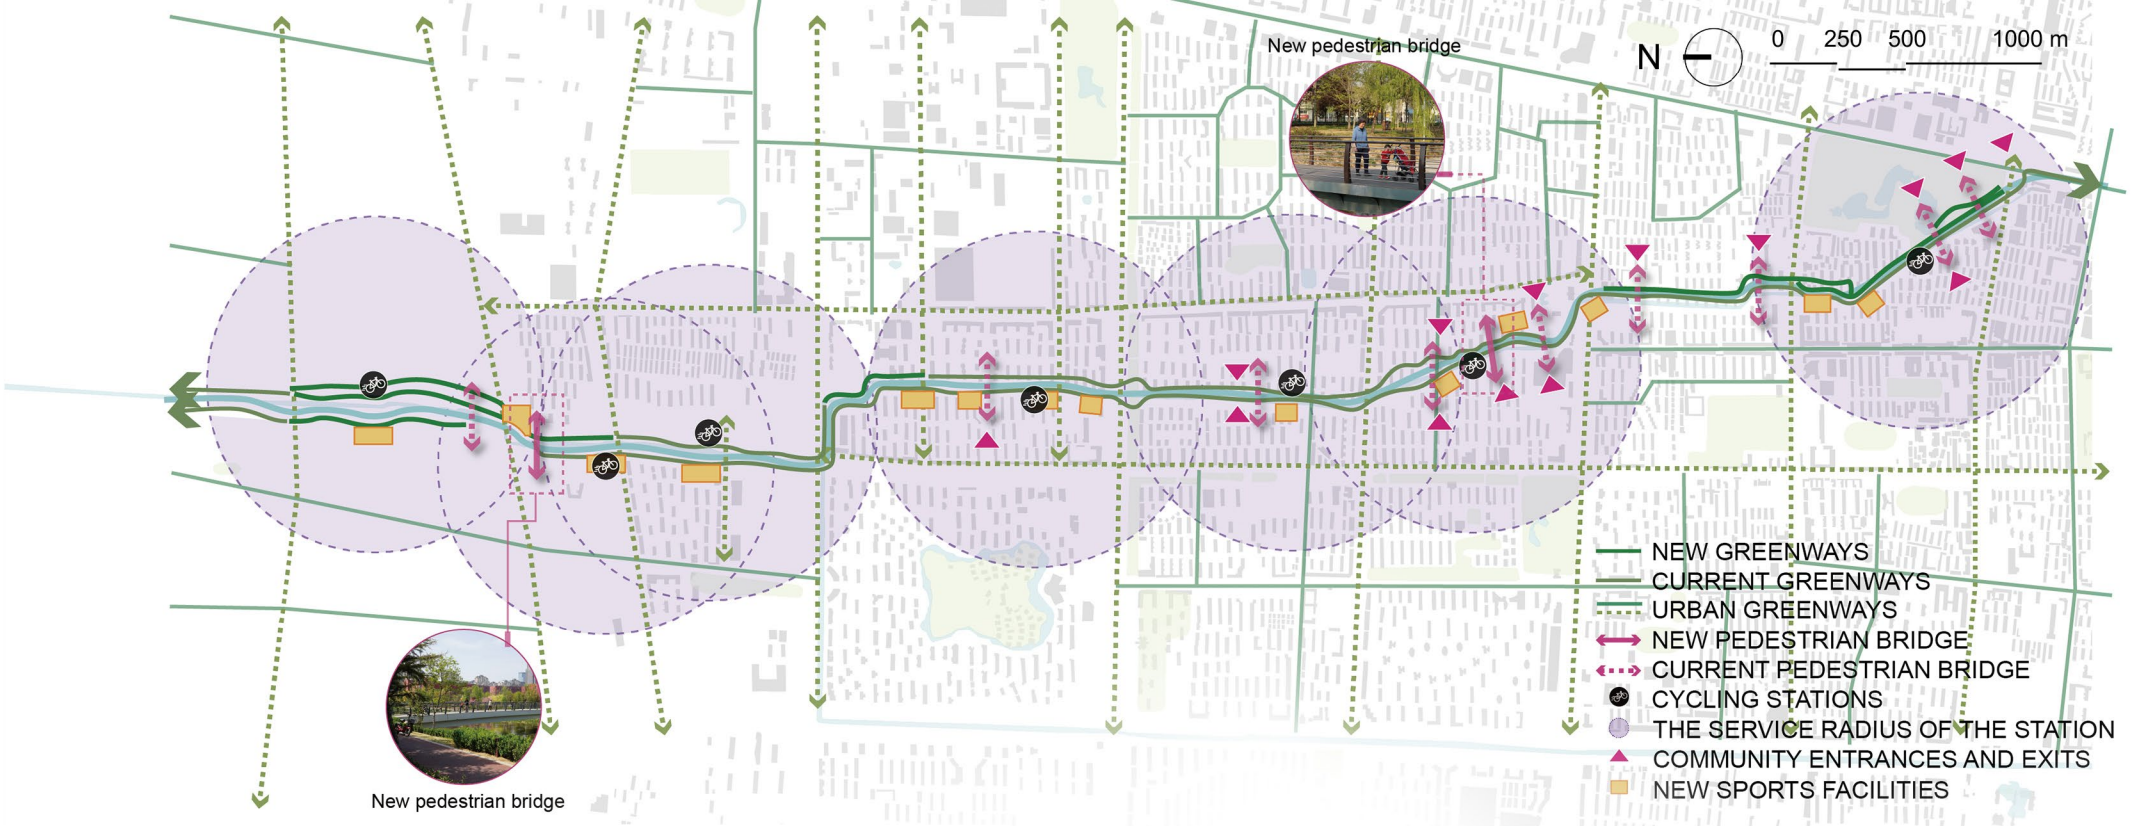 New pedestrian bridge
N
0 250 500 1000 m
NEW GREENWAYS
CURRENT GREENWAYS
URBAN GREENWAYS
NEW PEDESTRIAN BRIDGE
CURRENT PEDESTRIAN BRIDGE
CYCLING STATIONS
THE SERVICE RADIUS OF THE STATION
COMMUNITY ENTRANCES AND EXITS
NEW SPORTS FACILITIES
New pedestrian bridge